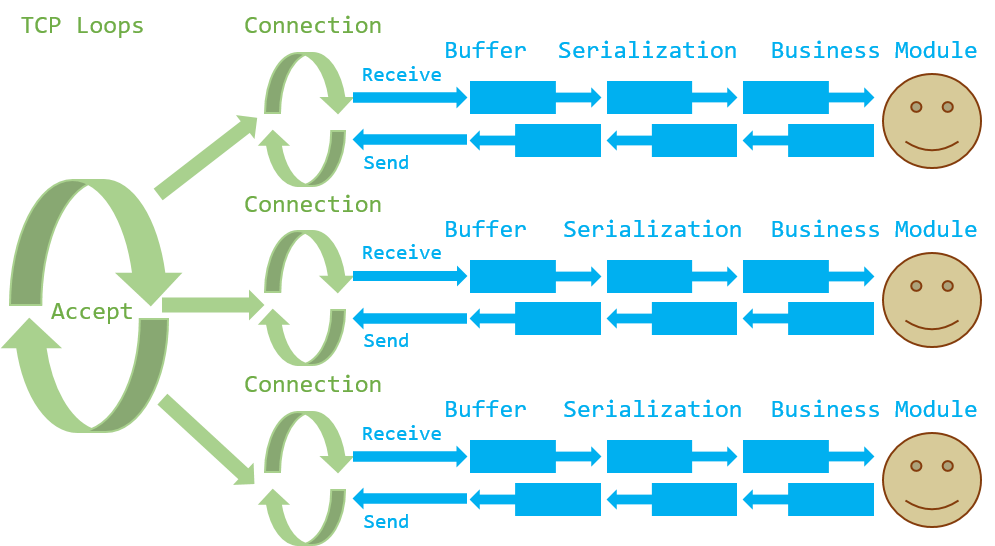 TCP Loops
Connection
Buffer Serialization Business Module
Receive
Send
Connection
Buffer Serialization Business Module
Receive
Accept
Send
Connection
Buffer Serialization Business Module
Receive
Send